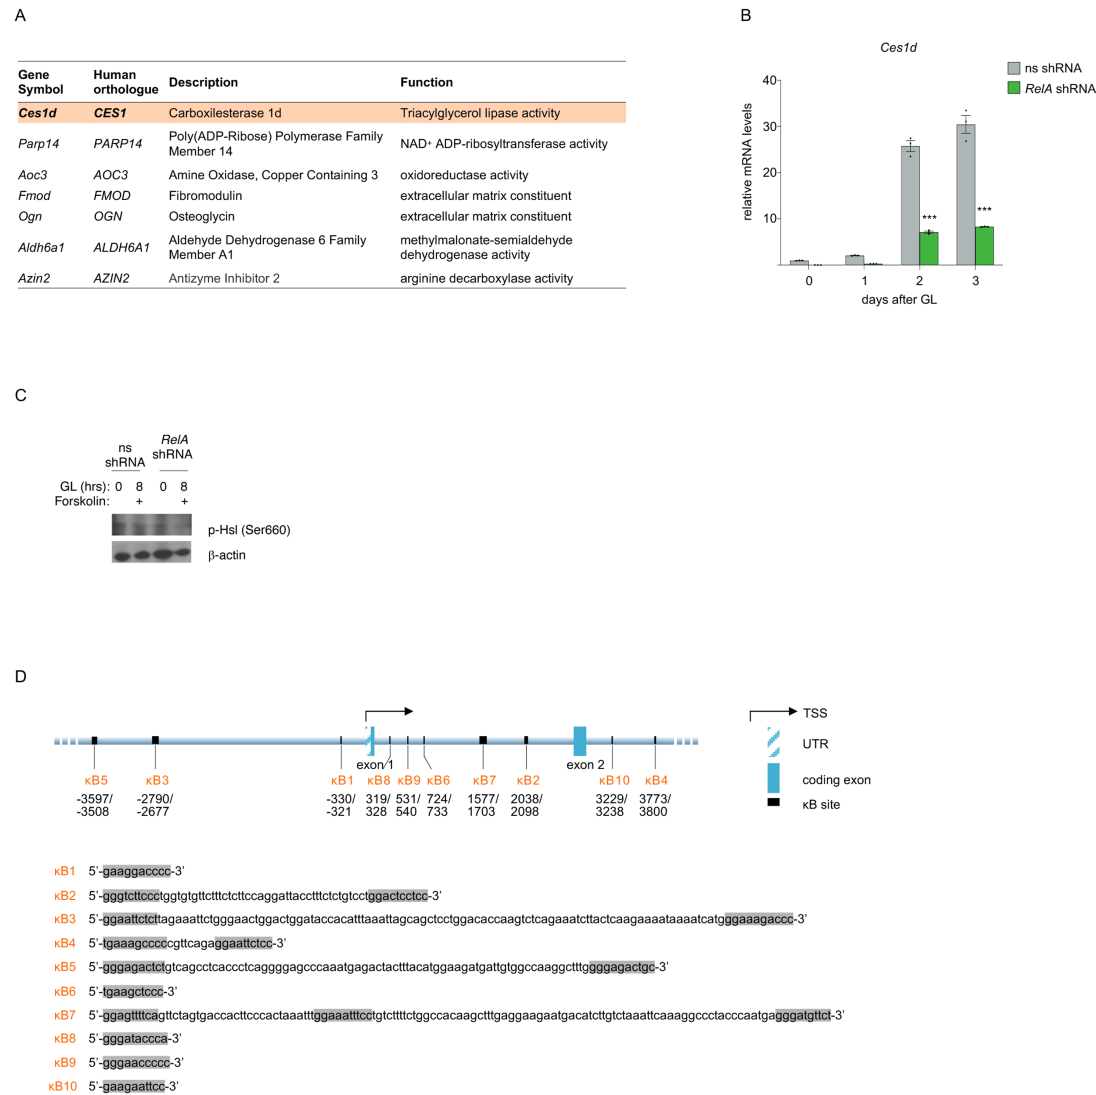 A
Gene Symbol	Human orthologue	Description	Function
Ces1d	CES1	Carboxilesterase 1d	Triacylglycerol lipase activity
Parp14	PARP14	Poly(ADP-Ribose) Polymerase Family Member 14	NAD+ ADP-ribosyltransferase activity
Aoc3	AOC3	Amine Oxidase, Copper Containing 3	oxidoreductase activity
Fmod	FMOD	Fibromodulin	extracellular matrix constituent
Ogn	OGN	Osteoglycin	extracellular matrix constituent
Aldh6a1	ALDH6A1	Aldehyde Dehydrogenase 6 Family Member A1	methylmalonate-semialdehyde dehydrogenase activity
Azin2	AZIN2	Antizyme Inhibitor 2	arginine decarboxylase activity
B
Ces1d
ns shRNA
RelA shRNA
relative mRNA levels
40
30
20
10
***
***
0 1 2 3
days after GL
C
ns shRNA
RelA shRNA
GL (hrs): 0 8 0 8
Forskolin: + +
p-Hsl (Ser660)
β-actin
D
TSS
UTR
coding exon
κB site
exon 1
exon 2
κB5 κB3 κB1 κB8 κB9 κB6 κB7 κB2 κB10 κB4
-3597/ -2790/ -330/ 319/ 531/ 724/ 1577/ 2038/ 3229/ 3773/
-3508 -2677 -321 328 540 733 1703 2098 3238 3800
κB1 5’-gaaggacccc-3’
κB2 5’-gggtcttccctggtgtgttctttctcttccaggattacctttctctgtcctggactcctcc-3’
κB3 5’-ggaattctcttagaaattctgggaactggactggataccacatttaaattagcagctcctggacaccaagtctcagaaatcttactcaagaaaataaaatcatgggaaagaccc-3’
κB4 5’-tgaaagcccccgttcagaggaattctcc-3’
κB5 5’-gggagagactctgtcagcctcaccctcaggggagcccaaatgagactactttacatggaagatgattgtggccaaggctttggggagactgc-3’
κB6 5’-tgaagctccc-3’
κB7 5’-ggagtttttcagttctagtgaccacttcccactaaatttggaaatttcctgtcttttctggccacaagctttgaggaagaatgacatcttgtctaaattcaaaggccctacccaatgagggatgttct-3’
κB8 5’-gggataccca-3’
κB9 5’-gggaaccccc-3’
κB10 5’-gaagaattcc-3’